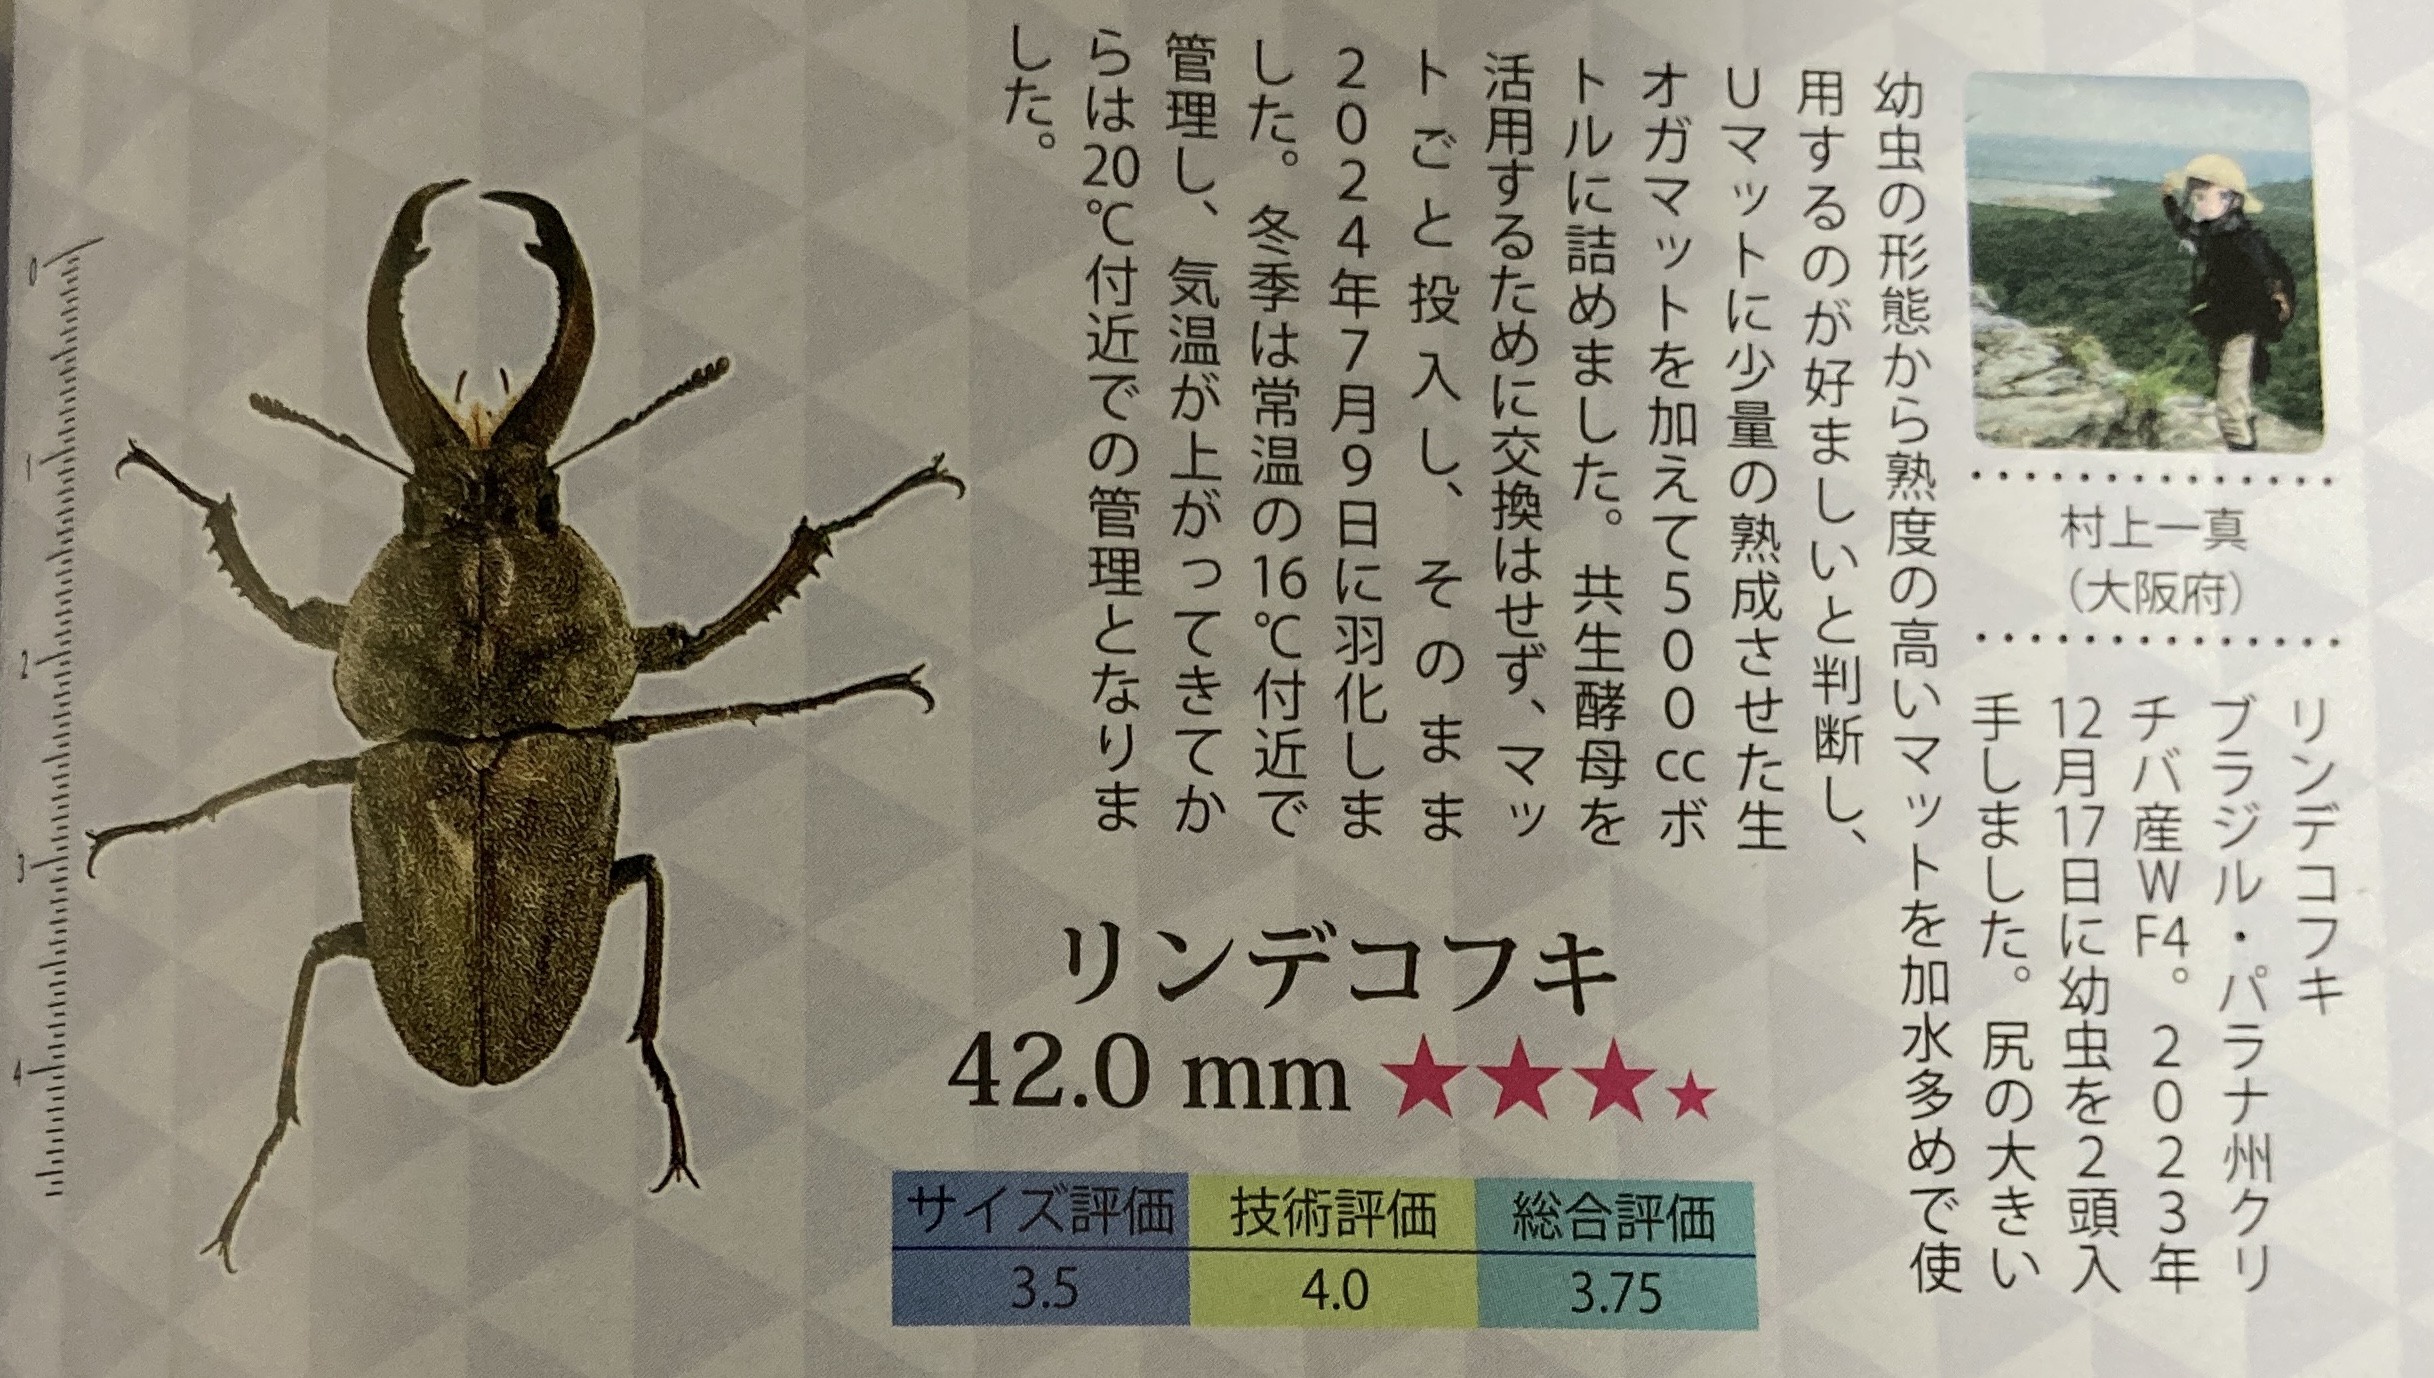 村上一真
（大阪府）
リンデコフキ
ブラジル・パラナ州クリ
チバ産WF4。2023年
12月17日に幼虫を2頭入
手しました。尻の大きい
幼虫の形態から熟度の高いマットを加水多めで使
用するのが好ましいと判断し、
Uマットに少量の熟成させた生
オガマットを加えて500ccボ
トルに詰めました。共生酵母を
活用するために交換はせず、マッ
トごと投入し、そのまま
2024年7月9日に羽化しま
した。冬季は常温の16℃付近で
管理し、気温が上がってきてか
らは20℃付近での管理となりま
した。
リンデコフキ
42.0 mm ★★★★
サイズ評価 技術評価 総合評価
3.5 4.0 3.75
0
1
2
3
4